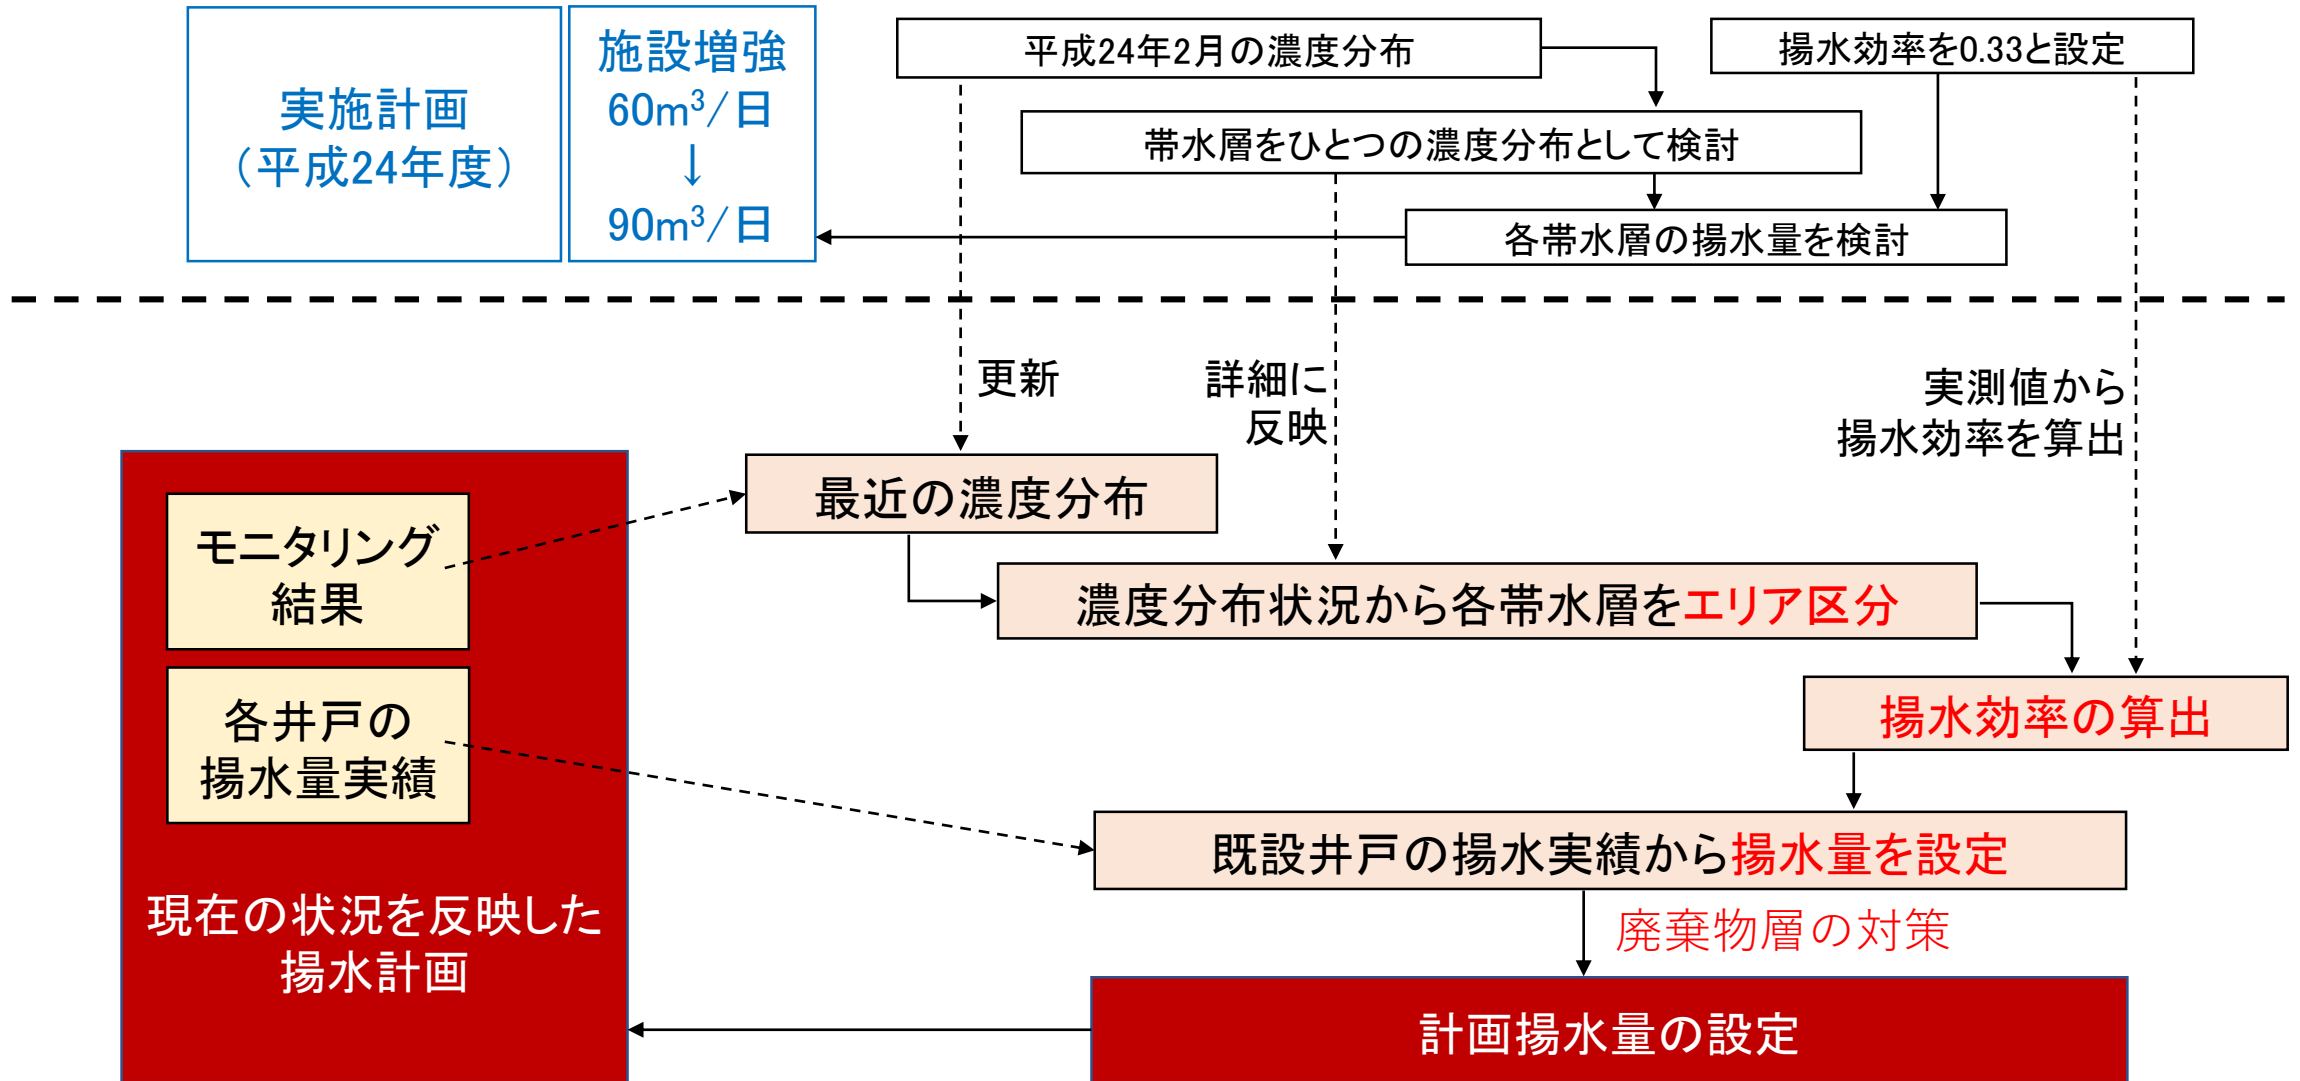 実施計画
（平成24年度）
施設増強
60m³/日
↓
90m³/日
平成24年2月の濃度分布
揚水効率を0.33と設定
帯水層をひとつの濃度分布として検討
各帯水層の揚水量を検討
更新
詳細に
反映
実測値から
揚水効率を算出
モニタリング
結果
各井戸の
揚水量実績
現在の状況を反映した
揚水計画
最近の濃度分布
濃度分布状況から各帯水層をエリア区分
揚水効率の算出
既設井戸の揚水実績から揚水量を設定
廃棄物層の対策
計画揚水量の設定